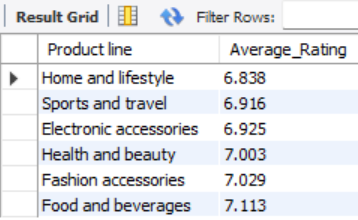 Result Grid Filter Rows:
Product line Average_Rating
Home and lifestyle 6.838
Sports and travel 6.916
Electronic accessories 6.925
Health and beauty 7.003
Fashion accessories 7.029
Food and beverages 7.113